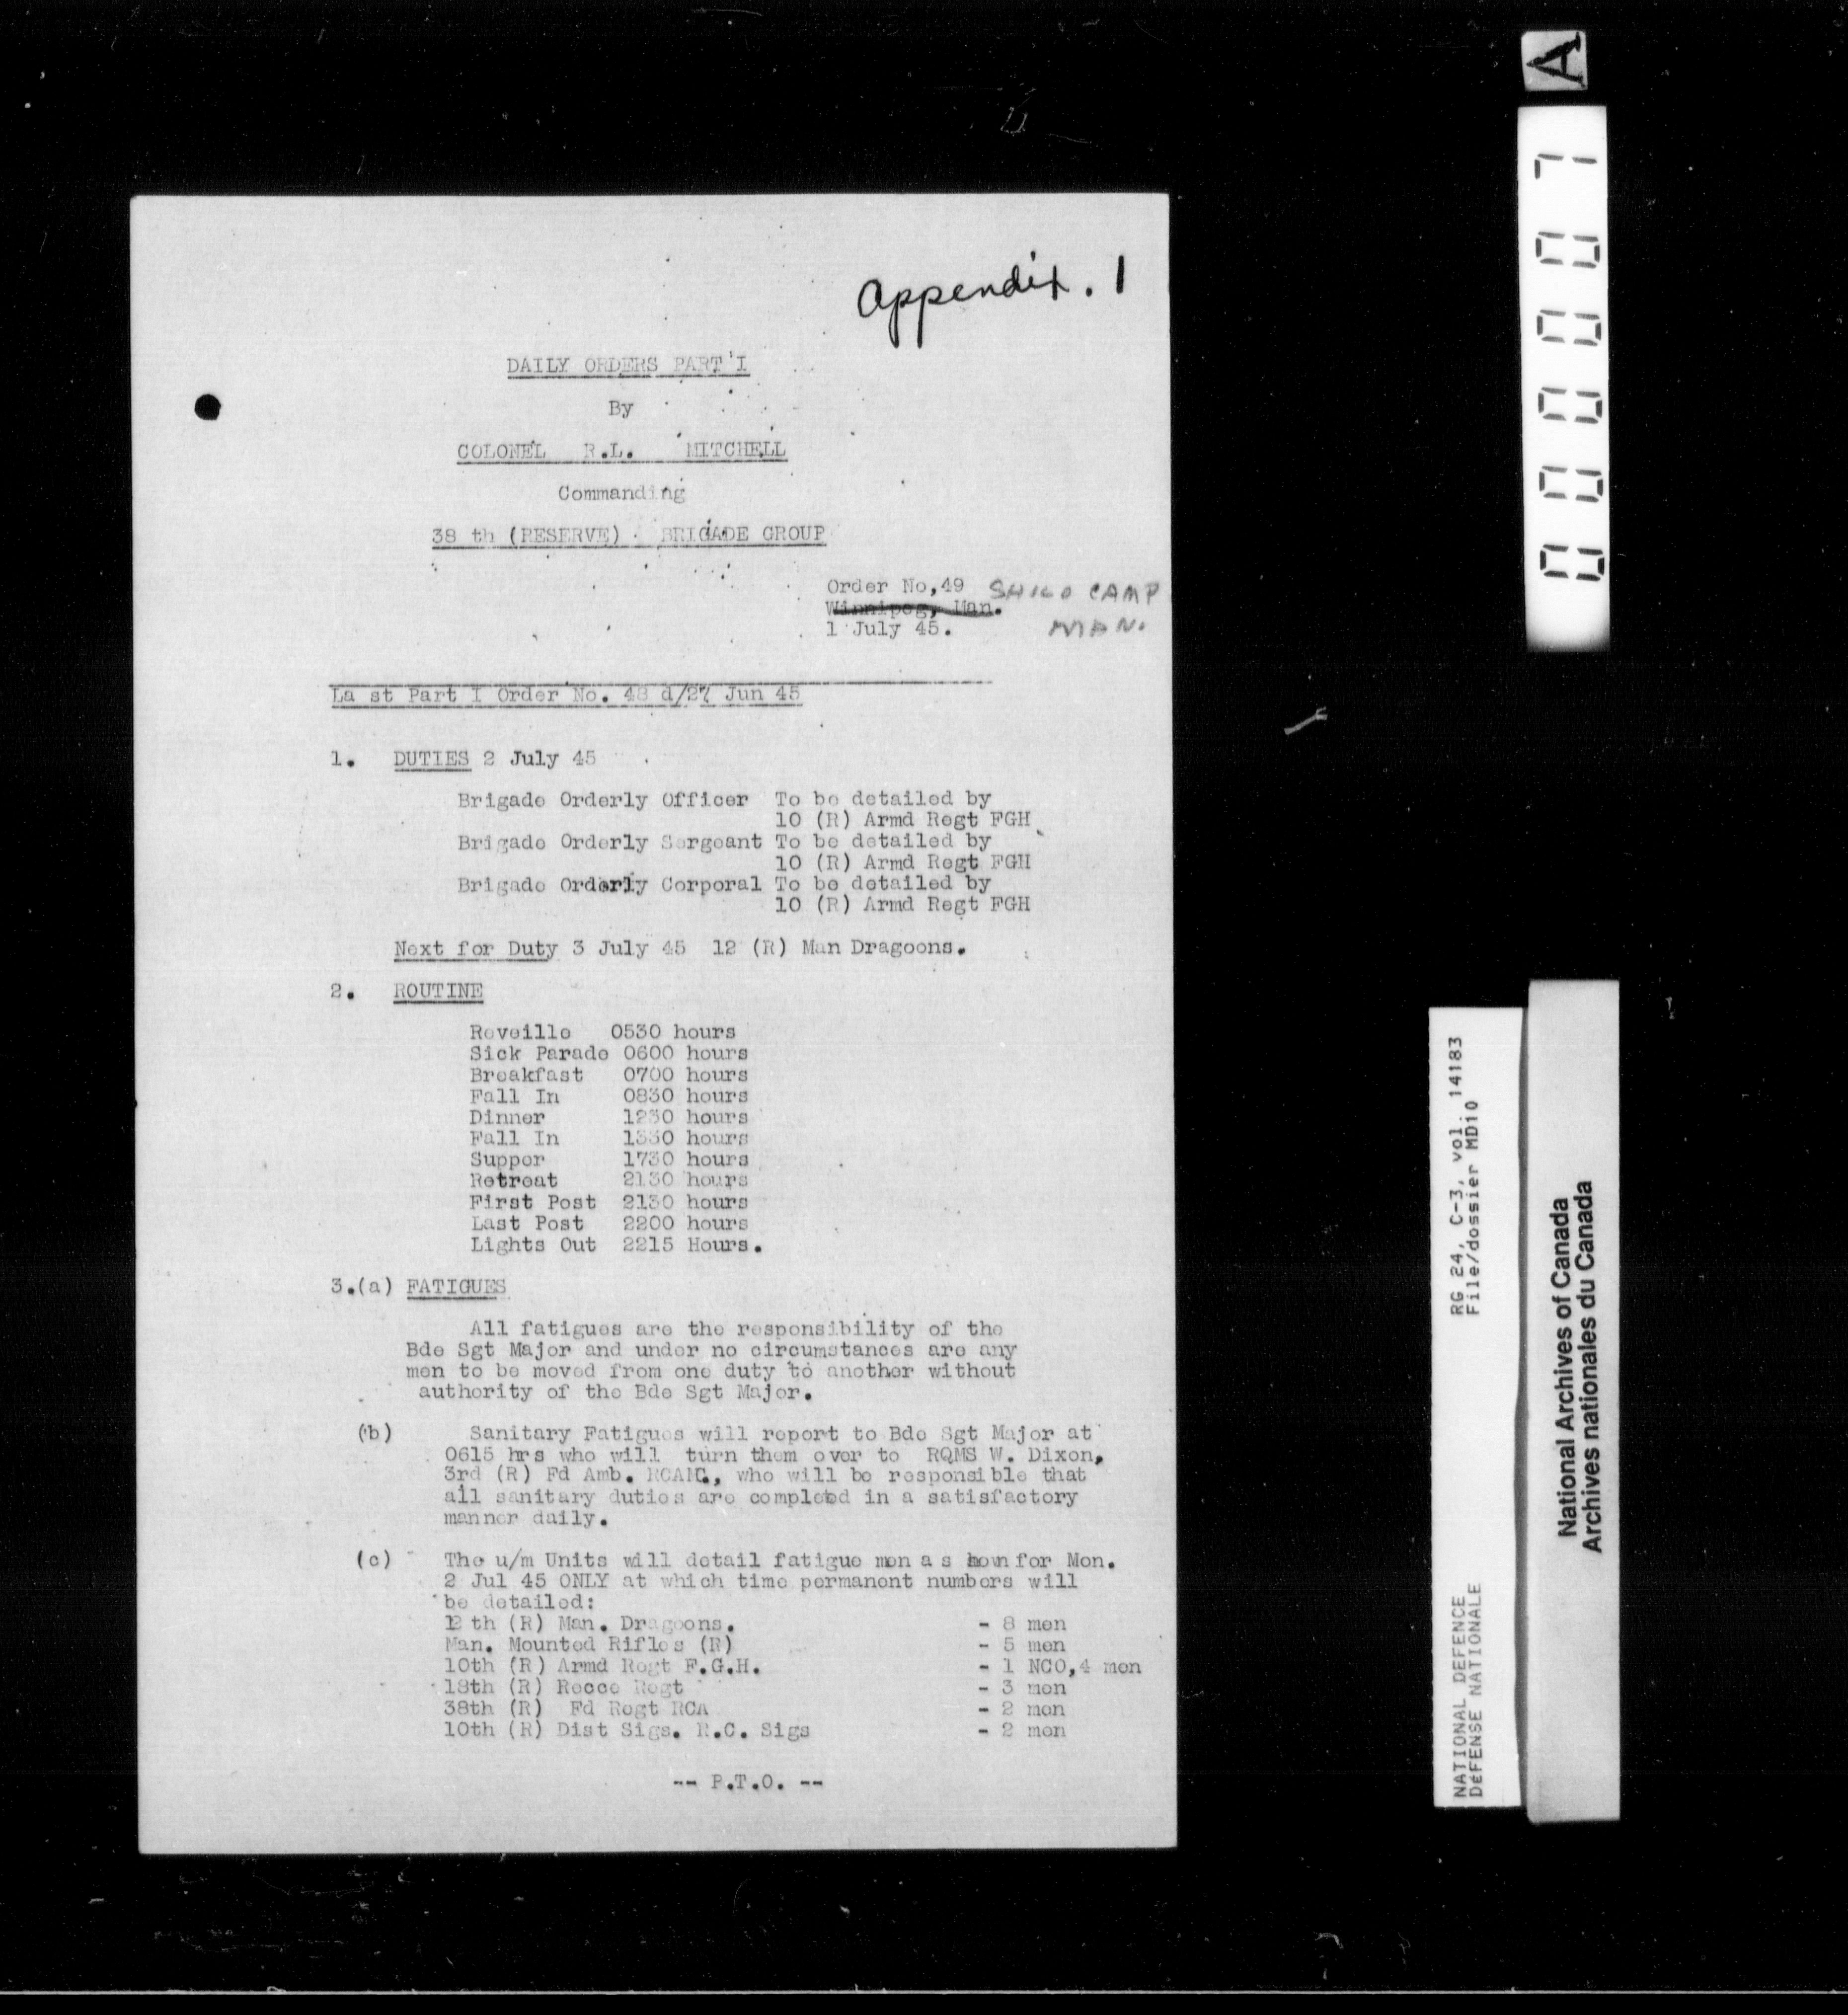 Appendix. 1
DAILY ORDERS PART I
By
COLONEL R.L. MITCHELL
Commanding
38 th (RESERVE) BRIGADE GROUP
Order No,49 SHILO CAMP
Winnipeg, Man.
1 July 45. MAN.
La st Part I Order No. 48 d/27 Jun 45
1. DUTIES 2 July 45
Brigade Orderly Officer To be detailed by
10 (R) Armd Regt FGH
Brigade Orderly Sergeant To be detailed by
10 (R) Armd Regt FGH
Brigade Orderly Corporal To be detailed by
10 (R) Armd Regt FGH
Next for Duty 3 July 45 12 (R) Man Dragoons.
2. ROUTINE
Reveille 0530 hours
Sick Parade 0600 hours
Breakfast 0700 hours
Fall In 0830 hours
Dinner 1230 hours
Fall In 1330 hours
Supper 1730 hours
Retreat 2130 hours
First Post 2130 hours
Last Post 2200 hours
Lights Out 2215 Hours.
3.(a) FATIGUES
All fatigues are the responsibility of the
Bde Sgt Major and under no circumstances are any
men to be moved from one duty to another without
authority of the Bde Sgt Major.
(b) Sanitary Fatigues will report to Bde Sgt Major at
0615 hrs who will turn them over to RQMS W. Dixon,
3rd (R) Fd Amb. RCAMC., who will be responsible that
all sanitary duties are completed in a satisfactory
manner daily.
(c) The u/m Units will detail fatigue men a s hown for Mon.
2 Jul 45 ONLY at which time permanent numbers will
be detailed:
12 th (R) Man. Dragoons. - 8 men
Man. Mounted Rifles (R) - 5 men
10th (R) Armd Regt F.G.H. - 1 NCO,4 men
18th (R) Recce Regt - 3 men
38th (R) Fd Regt RCA - 2 men
10th (R) Dist Sigs. R.C. Sigs - 2 men
-- P.T.O. --
A
000007
RG 24, C-3, vol. 14183
File/dossier MD10
NATIONAL DEFENCE
DÉFENSE NATIONALE
National Archives of Canada
Archives nationales du Canada